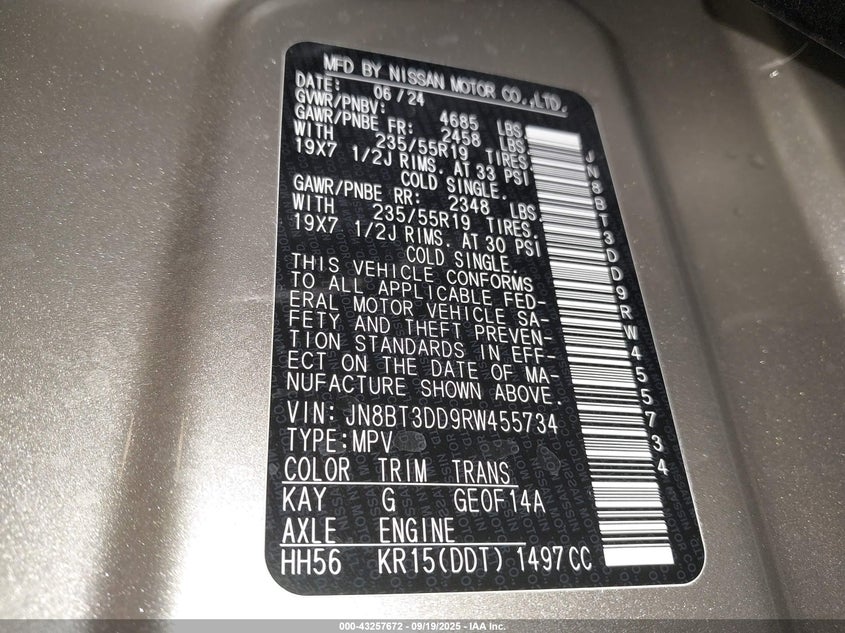 MFD BY NISSAN MOTOR CO.,LTD.
DATE: 06/24
GVWR/PNBV: 4685 LBS
GAWR/PNBE FR: 2458 LBS
WITH 235/55R19 TIRES
19X7 1/2J RIMS. AT 33 PSI
COLD SINGLE.
GAWR/PNBE RR: 2348 LBS
WITH 235/55R19 TIRES
19X7 1/2J RIMS. AT 30 PSI
COLD SINGLE.
THIS VEHICLE CONFORMS
TO ALL APPLICABLE FED-
ERAL MOTOR VEHICLE SA-
FETY AND THEFT PREVEN-
TION STANDARDS IN EFF-
ECT ON THE DATE OF MA-
NUFACTURE SHOWN ABOVE.
VIN: JN8BT3DD9RW455734
TYPE:MPV
COLOR TRIM TRANS
KAY G GE0F14A
AXLE ENGINE
HH56 KR15(DDT) 1497CC
JN8BT3DD9RW455734
000-43257672 - 09/19/2025 - IAA Inc.